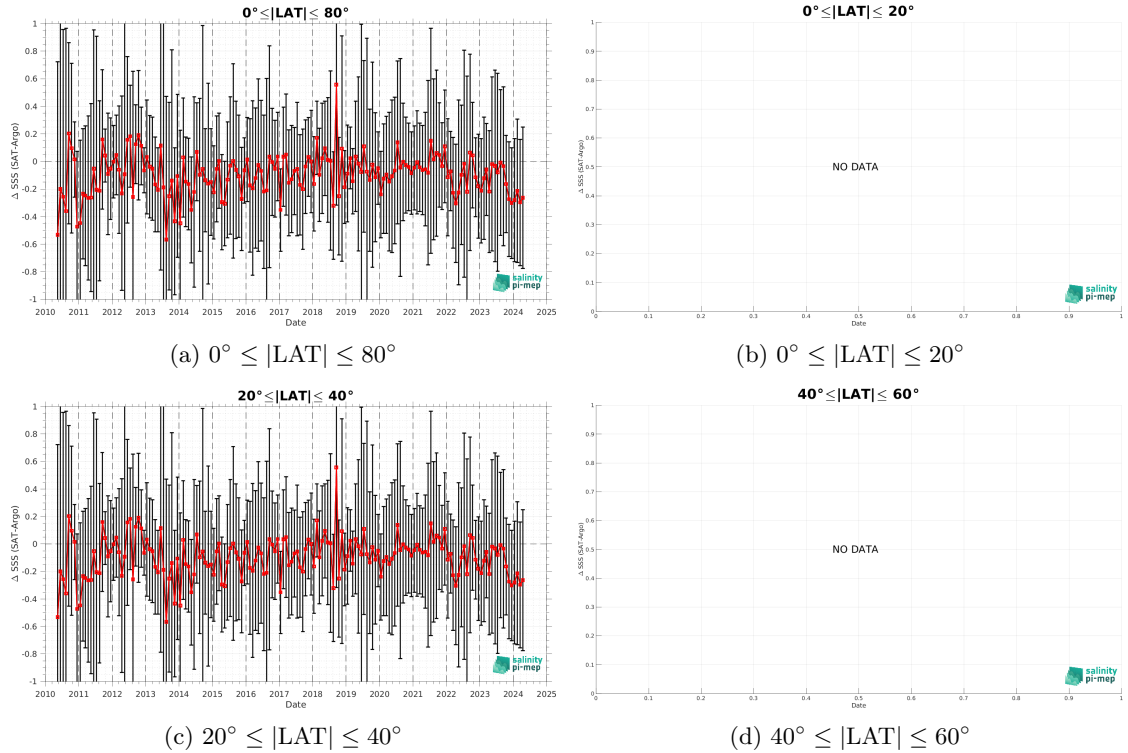 0°≤|LAT|≤ 80°
Δ SSS (SAT-Argo)
1
0.8
0.6
0.4
0.2
0
-0.2
-0.4
-0.6
-0.8
-1
2010 2011 2012 2013 2014 2015 2016 2017 2018 2019 2020 2021 2022 2023 2024 2025
Date
salinity
pi-mep
(a) 0° ≤ |LAT| ≤ 80°
0°≤|LAT|≤ 20°
Δ SSS (SAT-Argo)
1
0.9
0.8
0.7
0.6
0.5
0.4
0.3
0.2
0.1
0
NO DATA
0 0.1 0.2 0.3 0.4 0.5 0.6 0.7 0.8 0.9 1
Date
salinity
pi-mep
(b) 0° ≤ |LAT| ≤ 20°
20°≤|LAT|≤ 40°
Δ SSS (SAT-Argo)
1
0.8
0.6
0.4
0.2
0
-0.2
-0.4
-0.6
-0.8
-1
2010 2011 2012 2013 2014 2015 2016 2017 2018 2019 2020 2021 2022 2023 2024 2025
Date
salinity
pi-mep
(c) 20° ≤ |LAT| ≤ 40°
40°≤|LAT|≤ 60°
Δ SSS (SAT-Argo)
1
0.9
0.8
0.7
0.6
0.5
0.4
0.3
0.2
0.1
0
NO DATA
0 0.1 0.2 0.3 0.4 0.5 0.6 0.7 0.8 0.9 1
Date
salinity
pi-mep
(d) 40° ≤ |LAT| ≤ 60°